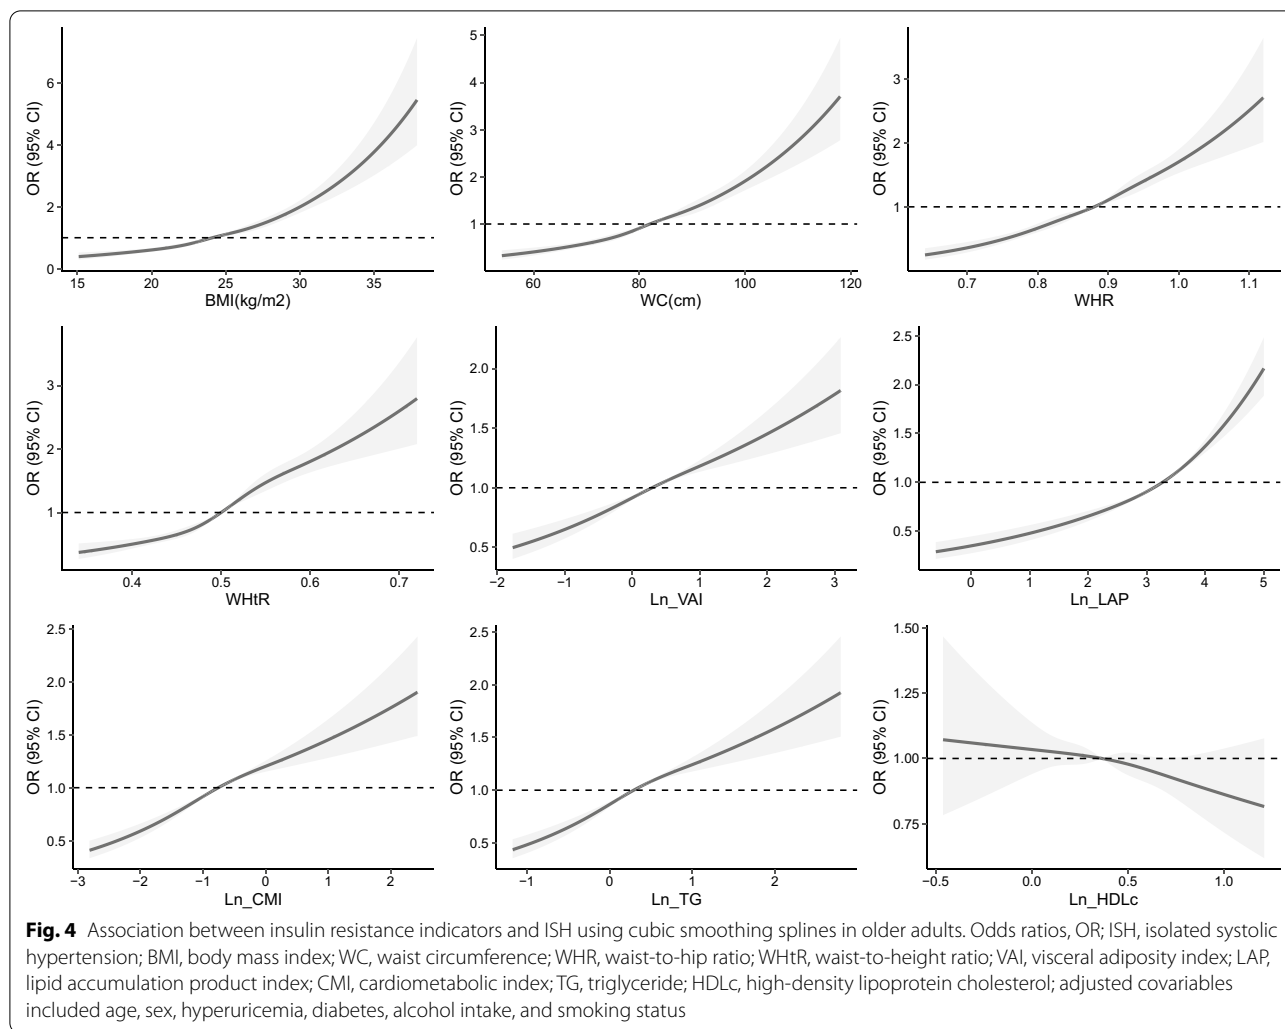 OR (95% CI)
6
4
2
0
15 20 25 30 35
BMI(kg/m2)
OR (95% CI)
5
4
3
2
1
60 80 100 120
WC(cm)
OR (95% CI)
3
2
1
0.7 0.8 0.9 1.0 1.1
WHR
OR (95% CI)
3
2
1
0.4 0.5 0.6 0.7
WHtR
OR (95% CI)
2.0
1.5
1.0
0.5
−2 −1 0 1 2 3
Ln_VAI
OR (95% CI)
2.5
2.0
1.5
1.0
0.5
0 1 2 3 4 5
Ln_LAP
OR (95% CI)
2.5
2.0
1.5
1.0
0.5
−3 −2 −1 0 1 2
Ln_CMI
OR (95% CI)
2.5
2.0
1.5
1.0
0.5
−1 0 1 2
Ln_TG
OR (95% CI)
1.50
1.25
1.00
0.75
−0.5 0.0 0.5 1.0
Ln_HDLc
Fig. 4 Association between insulin resistance indicators and ISH using cubic smoothing splines in older adults. Odds ratios, OR; ISH, isolated systolic
hypertension; BMI, body mass index; WC, waist circumference; WHR, waist-to-hip ratio; WHtR, waist-to-height ratio; VAI, visceral adiposity index; LAP,
lipid accumulation product index; CMI, cardiometabolic index; TG, triglyceride; HDLc, high-density lipoprotein cholesterol; adjusted covariables
included age, sex, hyperuricemia, diabetes, alcohol intake, and smoking status